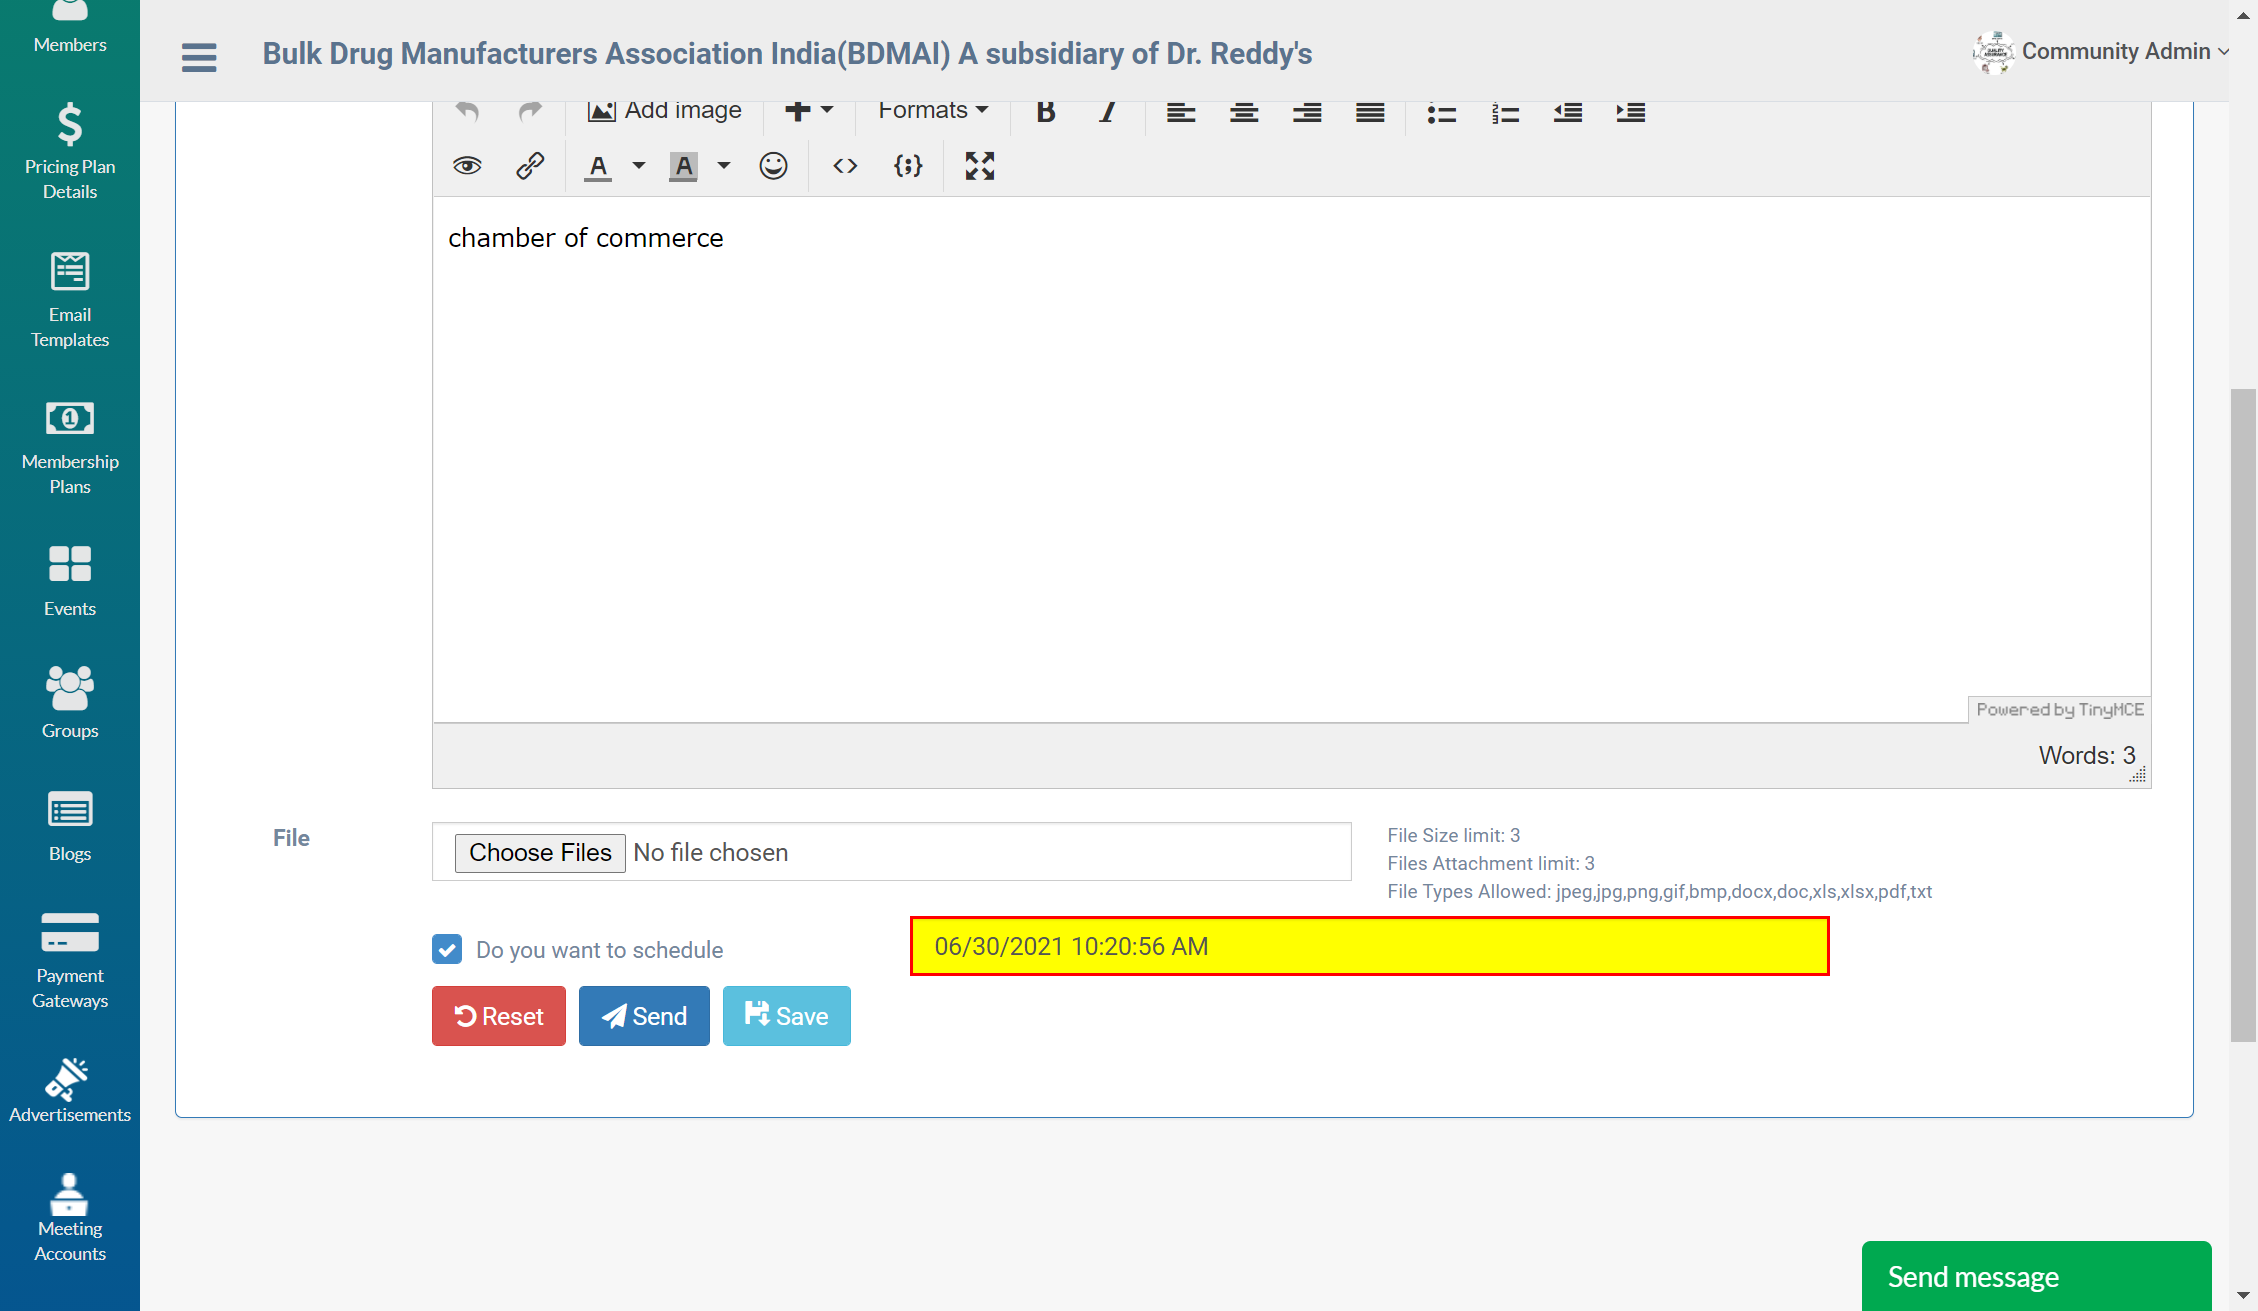 Members
Pricing Plan
Details
Email
Templates
Membership
Plans
Events
Groups
Blogs
Payment
Gateways
Advertisements
Meeting
Accounts
Bulk Drug Manufacturers Association India(BDMAI) A subsidiary of Dr. Reddy's
Community Admin
Add image
Formats
B I
A A
chamber of commerce
Powered by TinyMCE
Words: 3
File
Choose Files No file chosen
File Size limit: 3
Files Attachment limit: 3
File Types Allowed: jpeg,jpg,png,gif,bmp,docx,doc,xls,xlsx,pdf,txt
Do you want to schedule
06/30/2021 10:20:56 AM
Reset
Send
Save
Send message